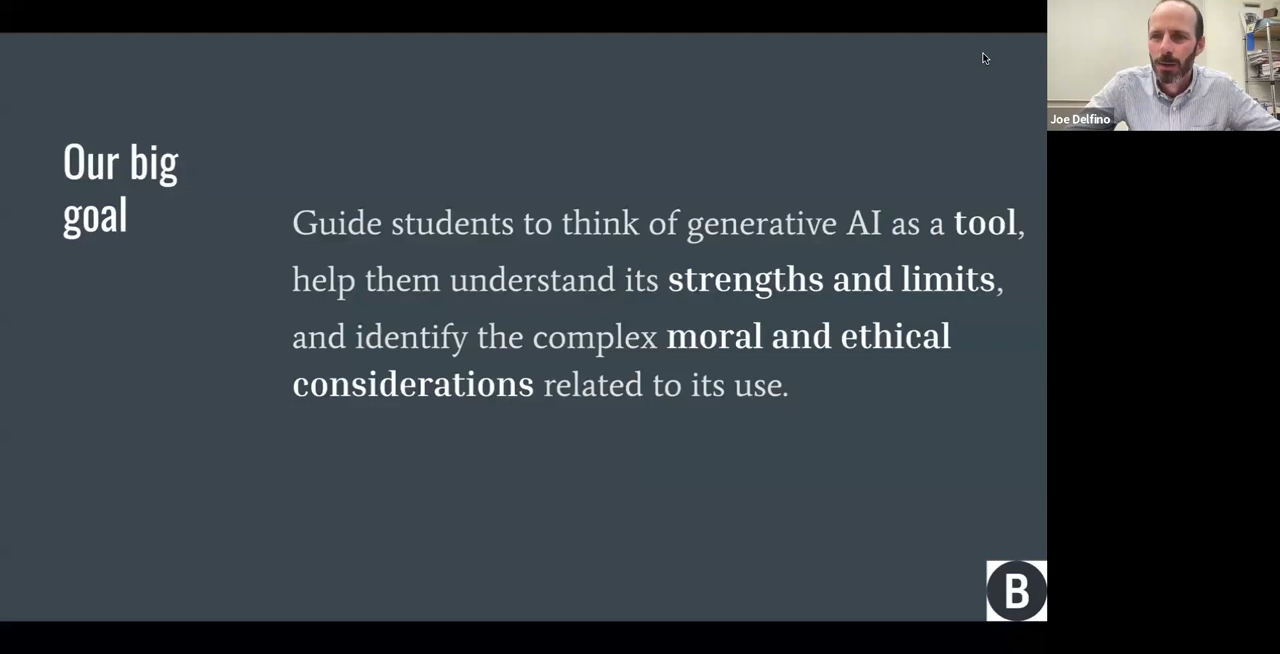 Our big
goal
Guide students to think of generative AI as a tool,
help them understand its strengths and limits,
and identify the complex moral and ethical
considerations related to its use.
Joe Delfino
B